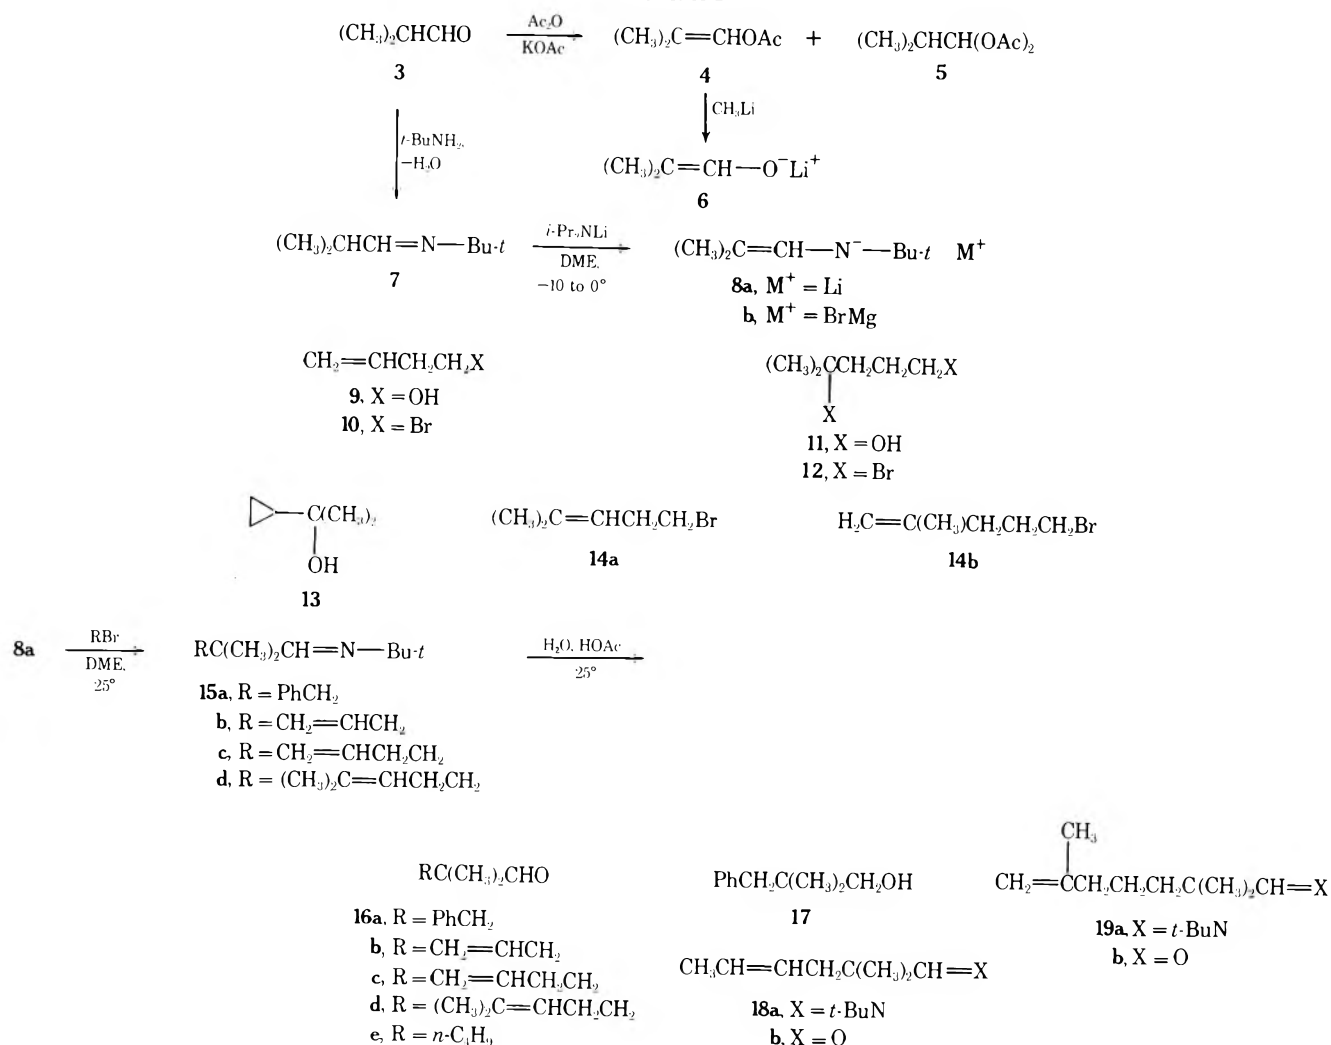 (CH₃)₂CHCHO   Ac₂O   KOAc   (CH₃)₂C=CHOAc + (CH₃)₂CHCH(OAc)₂
3   4   5
t-BuNH₂,
−H₂O
CH₃Li
(CH₃)₂C=CH—O⁻Li⁺
6
(CH₃)₂CHCH=N—Bu-t   i-Pr₂NLi   DME,   −10 to 0°   (CH₃)₂C=CH—N⁻—Bu-t   M⁺
7
8a, M⁺ = Li
b, M⁺ = BrMg
CH₂=CHCH₂CH₂X
9, X = OH
10, X = Br
(CH₃)₂CCH₂CH₂CH₂X
X
11, X = OH
12, X = Br
C(CH₃)₂
OH
13
(CH₃)₂C=CHCH₂CH₂Br
14a
H₂C=C(CH₃)CH₂CH₂CH₂Br
14b
8a   RBr   DME,   25°   RC(CH₃)₂CH=N—Bu-t   H₂O, HOAc   25°
15a, R = PhCH₂
b, R = CH₂=CHCH₂
c, R = CH₂=CHCH₂CH₂
d, R = (CH₃)₂C=CHCH₂CH₂
RC(CH₃)₂CHO
16a, R = PhCH₂
b, R = CH₂=CHCH₂
c, R = CH₂=CHCH₂CH₂
d, R = (CH₃)₂C=CHCH₂CH₂
e, R = n-C₄H₉
PhCH₂C(CH₃)₂CH₂OH
17
CH₃CH=CHCH₂C(CH₃)₂CH=X
18a, X = t-BuN
b, X = O
CH₃
CH₂=CCH₂CH₂CH₂C(CH₃)₂CH=X
19a, X = t-BuN
b, X = O